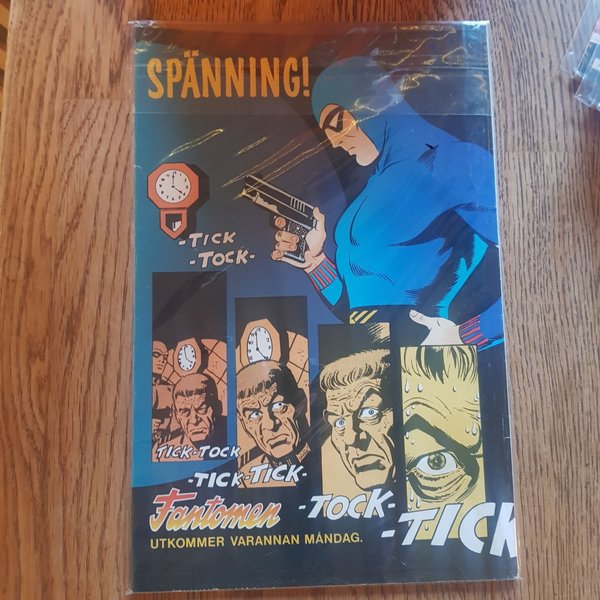 SPÄNNING!
-TICK
-TOCK-
TICK-TOCK
-TICK-TICK-
-TOCK-
-TICK
Fantomen
UTKOMMER VARANNAN MÅNDAG.